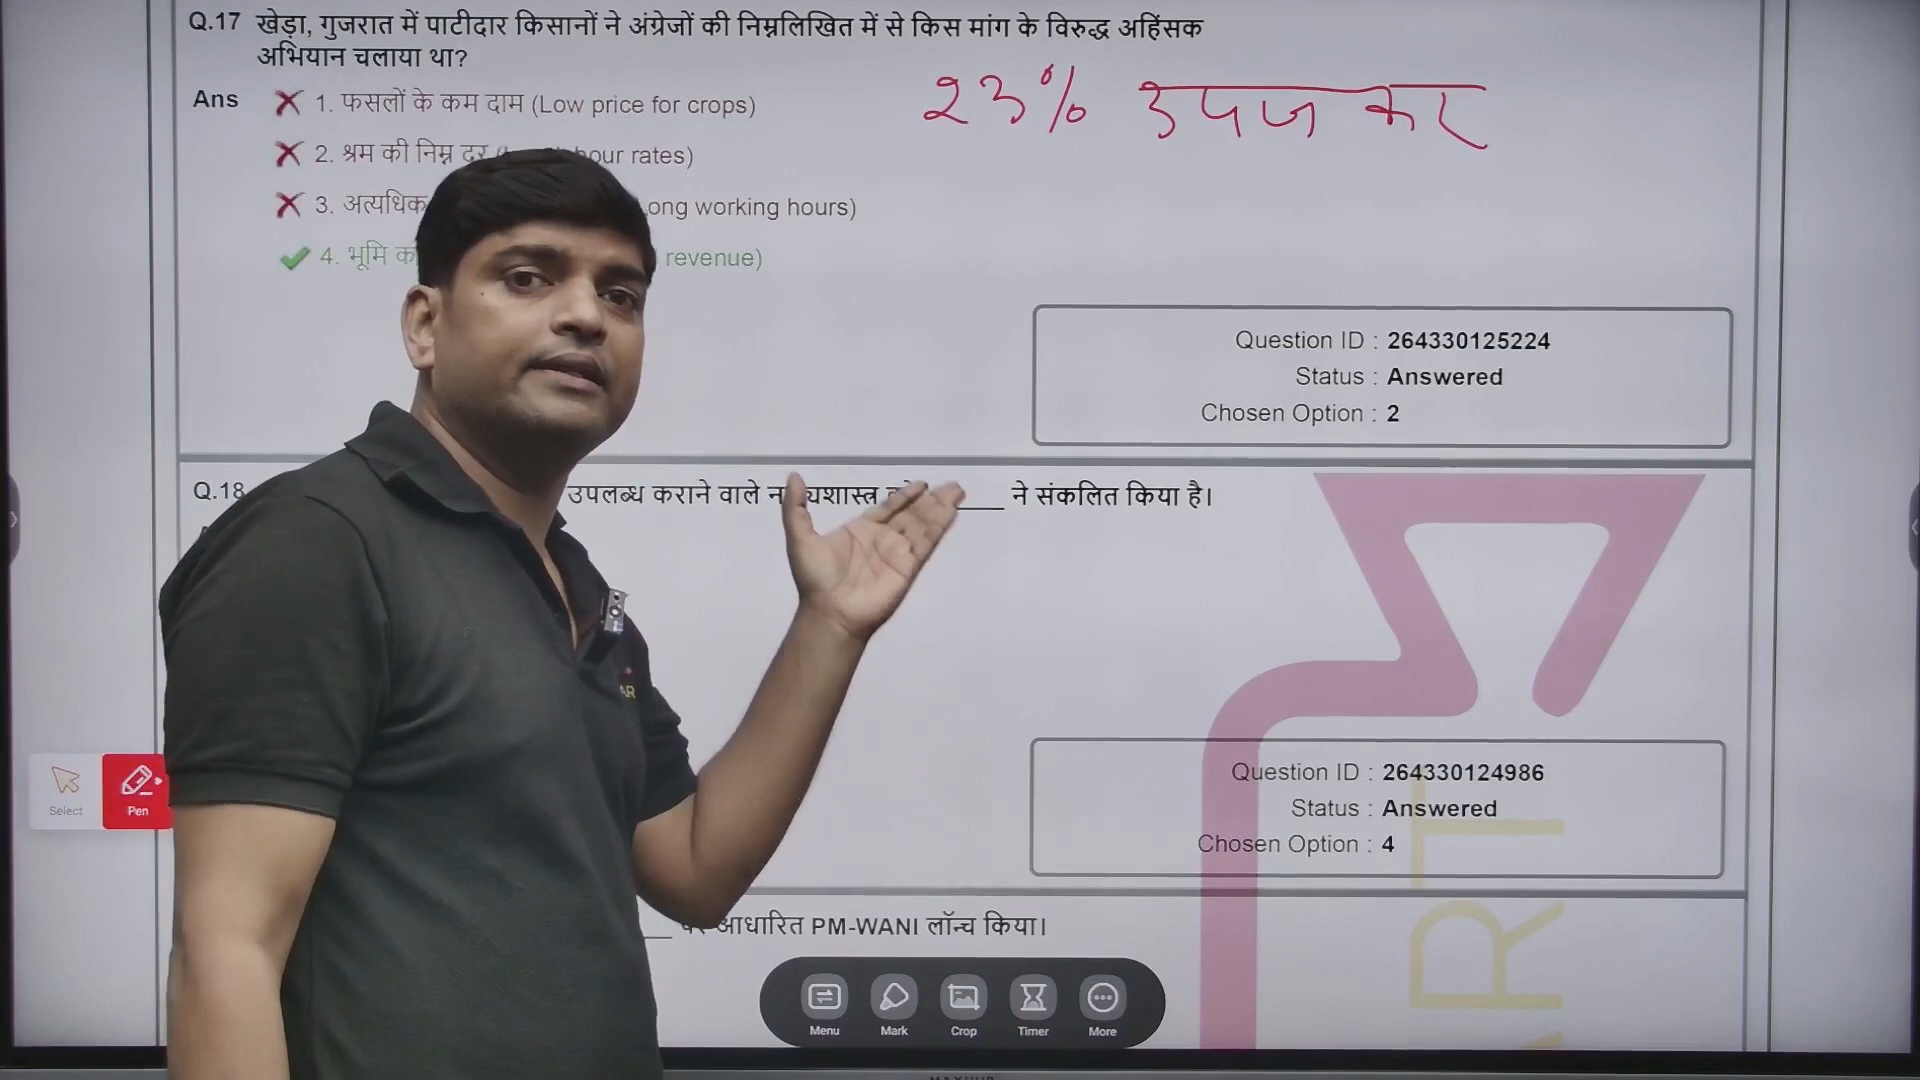 Q.17 खेड़ा, गुजरात में पाटीदार किसानों ने अंग्रेजों की निम्नलिखित में से किस मांग के विरुद्ध अहिंसक
अभियान चलाया था?
23% उपज कर
Ans 1. फसलों के कम दाम (Low price for crops)
2. श्रम की निम्न दर our rates)
3. अत्यधिक ong working hours)
4. भूमि revenue)
Question ID : 264330125224
Status : Answered
Chosen Option : 2
Q.18 उपलब्ध कराने वाले ____ ने संकलित किया है।
Question ID : 264330124986
Status : Answered
Chosen Option : 4
आधारित PM-WANI लॉन्च किया।
Select
Pen
Menu
Mark
Crop
Timer
More